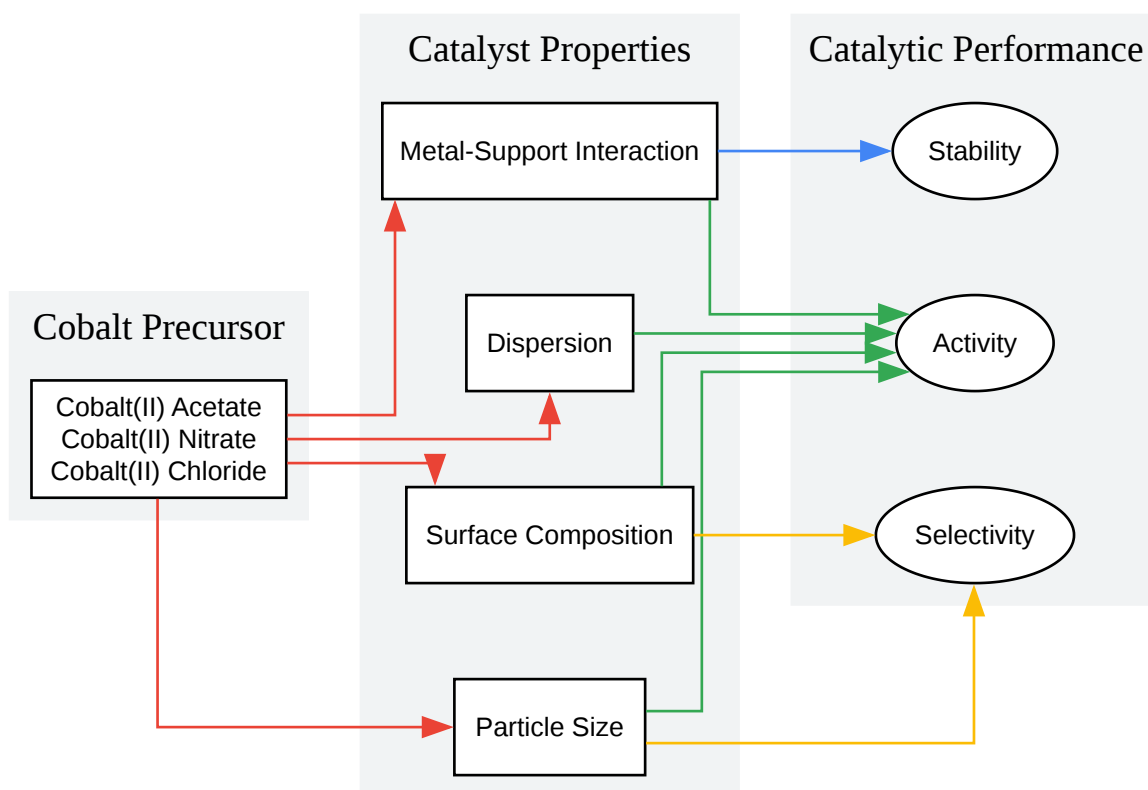 Catalyst Properties
Catalytic Performance
Metal-Support Interaction
Stability
Cobalt Precursor
Dispersion
Activity
Cobalt(II) Acetate
Cobalt(II) Nitrate
Cobalt(II) Chloride
Surface Composition
Selectivity
Particle Size